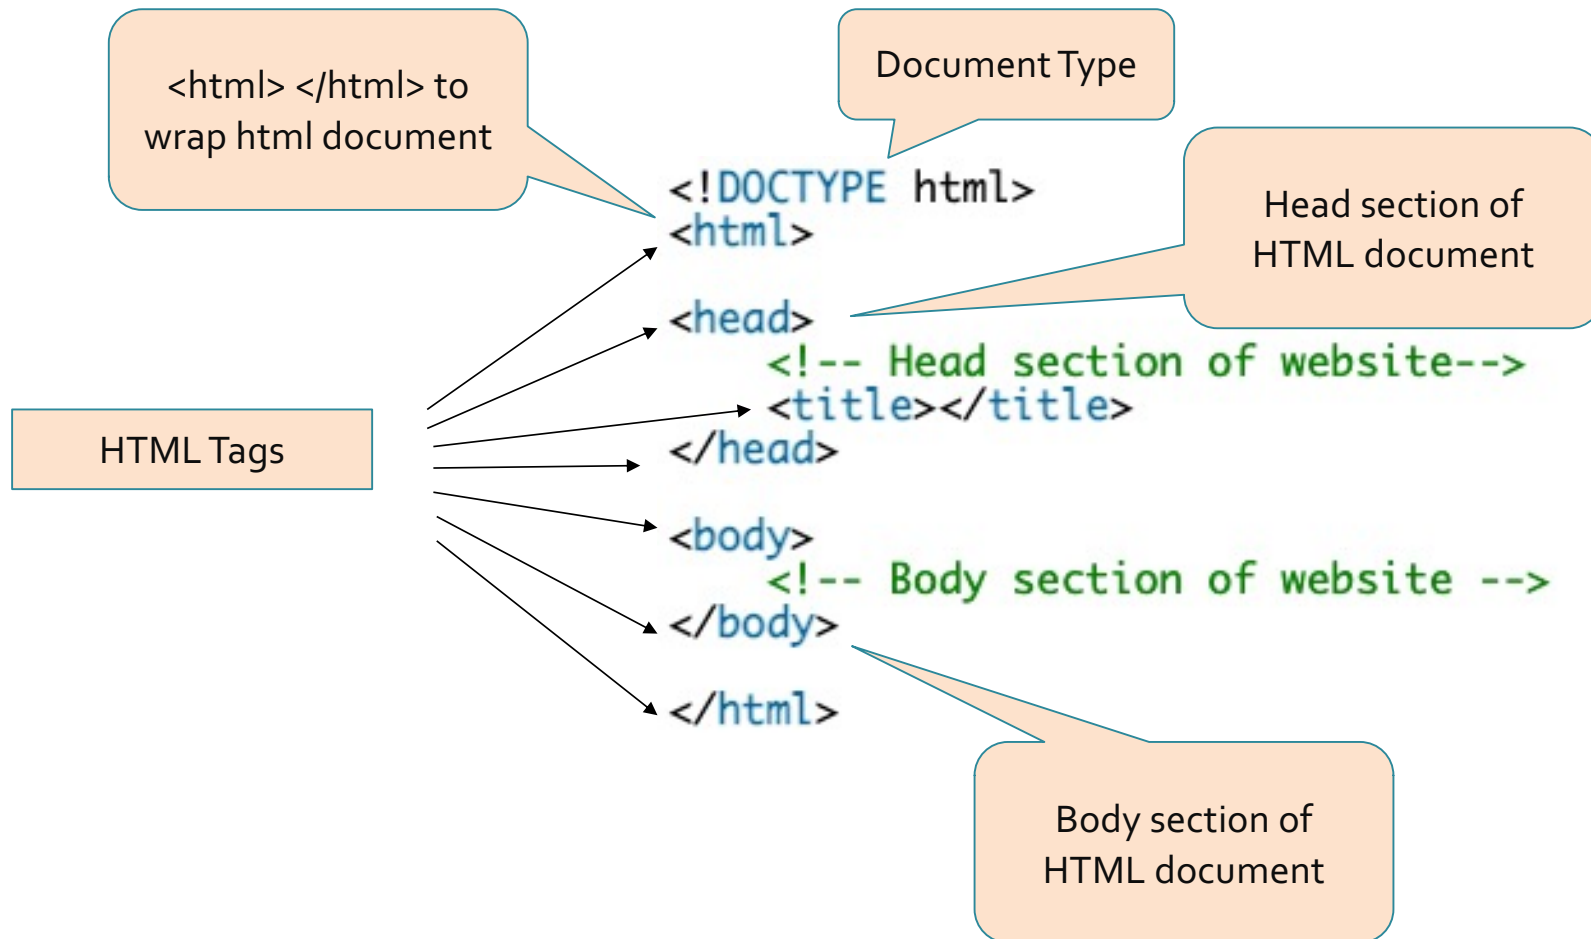 <html> </html> to
wrap html document
Document Type
<!DOCTYPE html>
<html>
Head section of
HTML document
<head>
<!-- Head section of website-->
<title></title>
</head>
HTML Tags
<body>
<!-- Body section of website -->
</body>
</html>
Body section of
HTML document